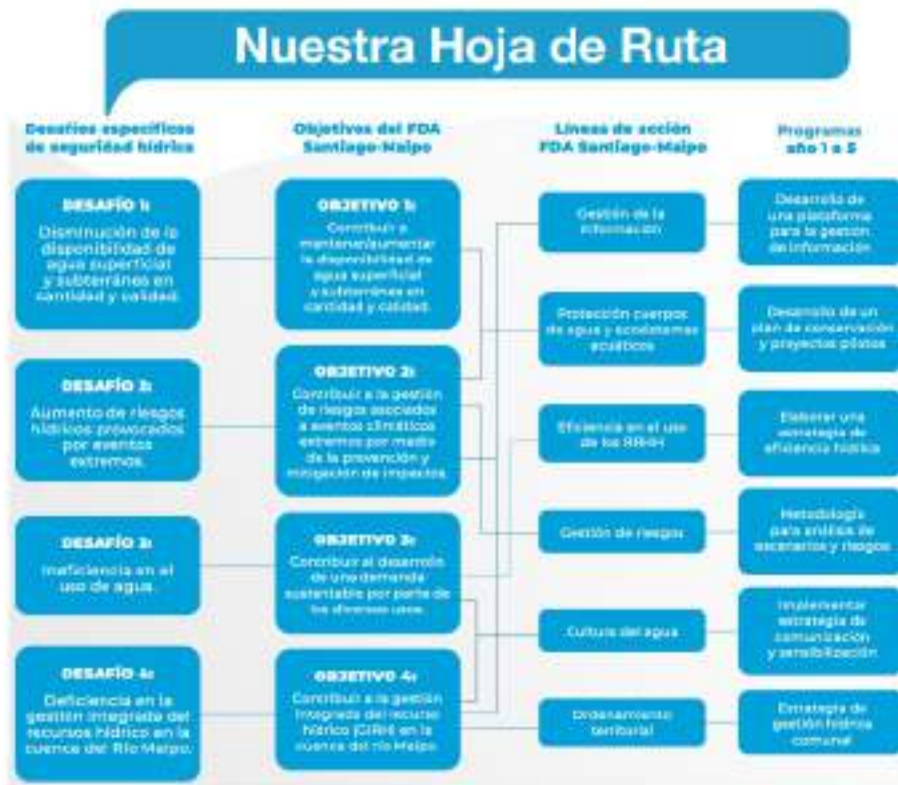 Nuestra Hoja de Ruta
Desafíos específicos
de seguridad hídrica
DESAFÍO 1:
Disminución de la
disponibilidad de
agua superficial
y subterránea en
cantidad y calidad.
DESAFÍO 2:
Aumento de riesgos
hídricos provocados
por eventos
extremos.
DESAFÍO 3:
Ineficiencia en el
uso de agua.
DESAFÍO 4:
Deficiencia en la
gestión integrada del
recursos hídrico en la
cuenca del Río Maipo.
Objetivos del FDA
Santiago-Maipo
OBJETIVO 1:
Contribuir a
mantener/aumentar
la disponibilidad de
agua superficial
y subterránea en
cantidad y calidad.
OBJETIVO 2:
Contribuir a la gestión
de riesgos asociados
a eventos climáticos
extremos por medio
de la prevención y
mitigación de impactos.
OBJETIVO 3:
Contribuir al desarrollo
de una demanda
sustentable por parte de
los diversos usos.
OBJETIVO 4:
Contribuir a la gestión
integrada del recurso
hídrico (GIRH) en la
cuenca del río Maipo.
Líneas de acción
FDA Santiago-Maipo
Gestión de la
información
Protección cuerpos
de agua y ecosistemas
acuáticos
Eficiencia en el uso
de los RRHH
Gestión de riesgos
Cultura del agua
Ordenamiento
territorial
Programas
año 1 a 5
Desarrollo de
una plataforma
para la gestión
de información
Desarrollo de un
plan de conservación
y proyectos pilotos
Elaborar una
estrategia de
eficiencia hídrica
Metodología
para análisis de
escenarios y riesgos
Implementar
estrategia de
comunicación
y sensibilización
Estrategia de
gestión hídrica
comunal